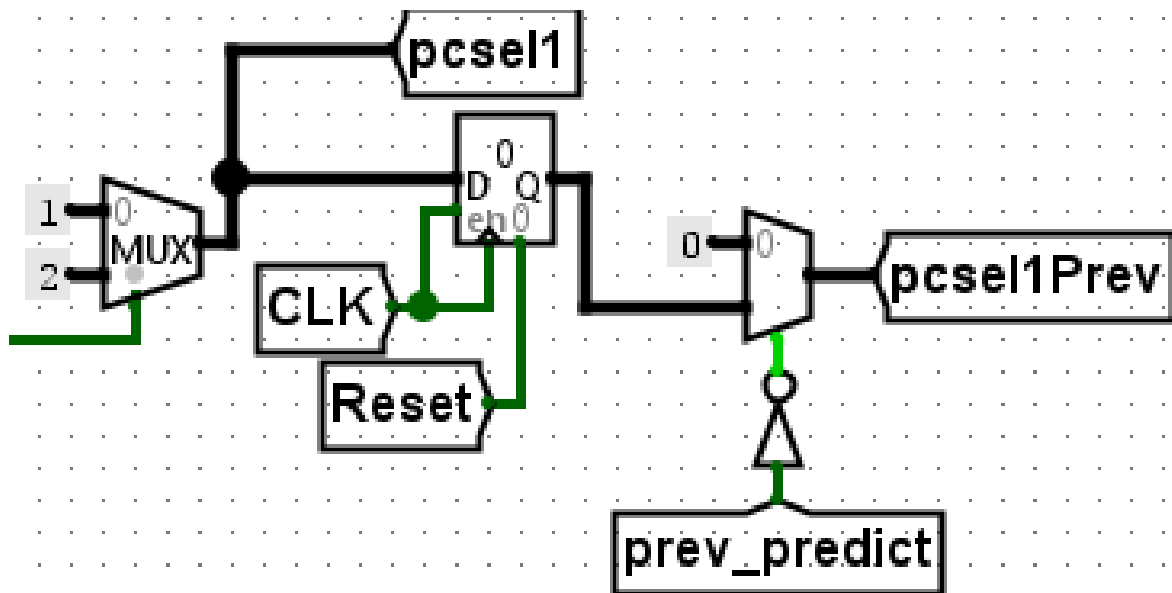 pcsel1
0
D Q
1 0
MUX
en 0
0 0
2
pcsel1Prev
CLK
Reset
prev_predict